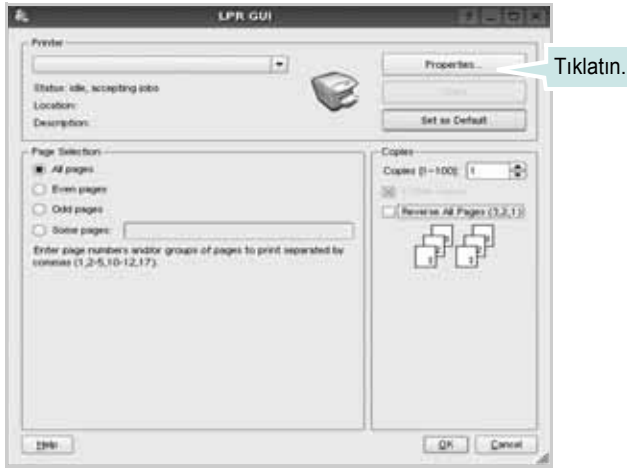 LPR GUI
Printer
Properties...
Tıklatın.
Status: idle, accepting jobs
Location:
Description:
Set as Default
Page Selection
All pages
Even pages
Odd pages
Some pages:
Enter page numbers and/or groups of pages to print separated by
commas (1,2-5,10-12,17).
Copies
Copies [1-100]: 1
Reverse All Pages (3,2,1)
Help
OK
Cancel